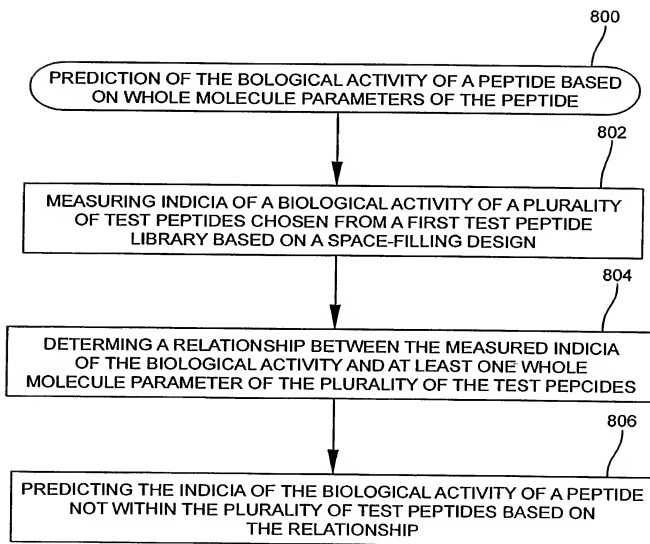 800
PREDICTION OF THE BOLOGICAL ACTIVITY OF A PEPTIDE BASED
ON WHOLE MOLECULE PARAMETERS OF THE PEPTIDE
802
MEASURING INDICIA OF A BIOLOGICAL ACTIVITY OF A PLURALITY
OF TEST PEPTIDES CHOSEN FROM A FIRST TEST PEPTIDE
LIBRARY BASED ON A SPACE-FILLING DESIGN
804
DETERMING A RELATIONSHIP BETWEEN THE MEASURED INDICIA
OF THE BIOLOGICAL ACTIVITY AND AT LEAST ONE WHOLE
MOLECULE PARAMETER OF THE PLURALITY OF THE TEST PEPCIDES
806
PREDICTING THE INDICIA OF THE BIOLOGICAL ACTIVITY OF A PEPTIDE
NOT WITHIN THE PLURALITY OF TEST PEPTIDES BASED ON
THE RELATIONSHIP